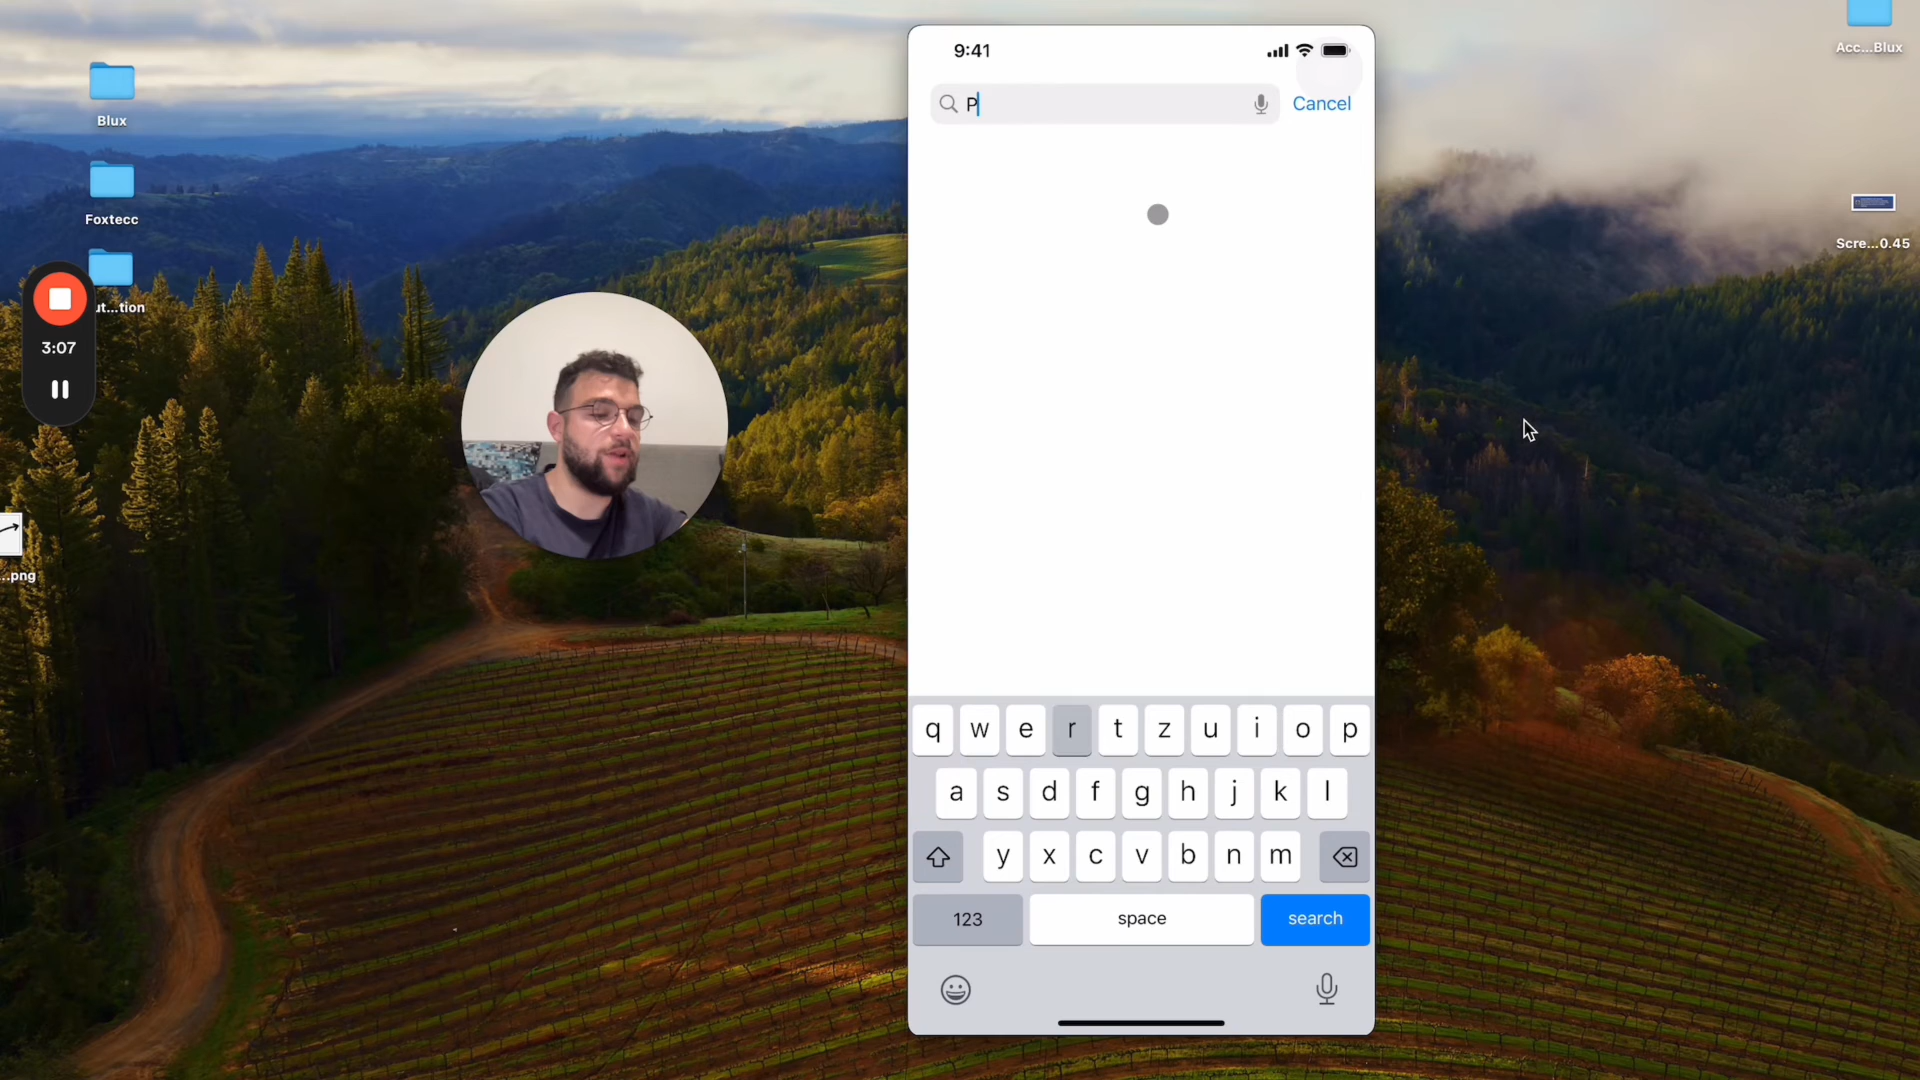 Blux
Foxtecc
ut...tion
3:07
...png
9:41
P
Cancel
q w e r t z u i o p
a s d f g h j k l
y x c v b n m
123
space
search
Acc...Blux
Scre...0.45